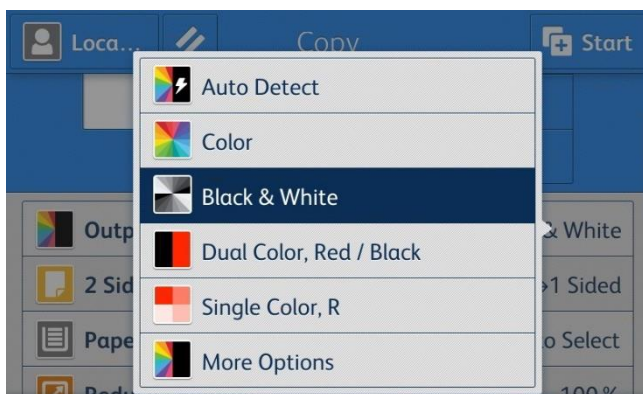 Loca... Copy Start
Auto Detect
Color
Black & White
Dual Color, Red / Black
Single Color, R
More Options
Outp & White
2 Sid →1 Sided
Pape o Select
100 %